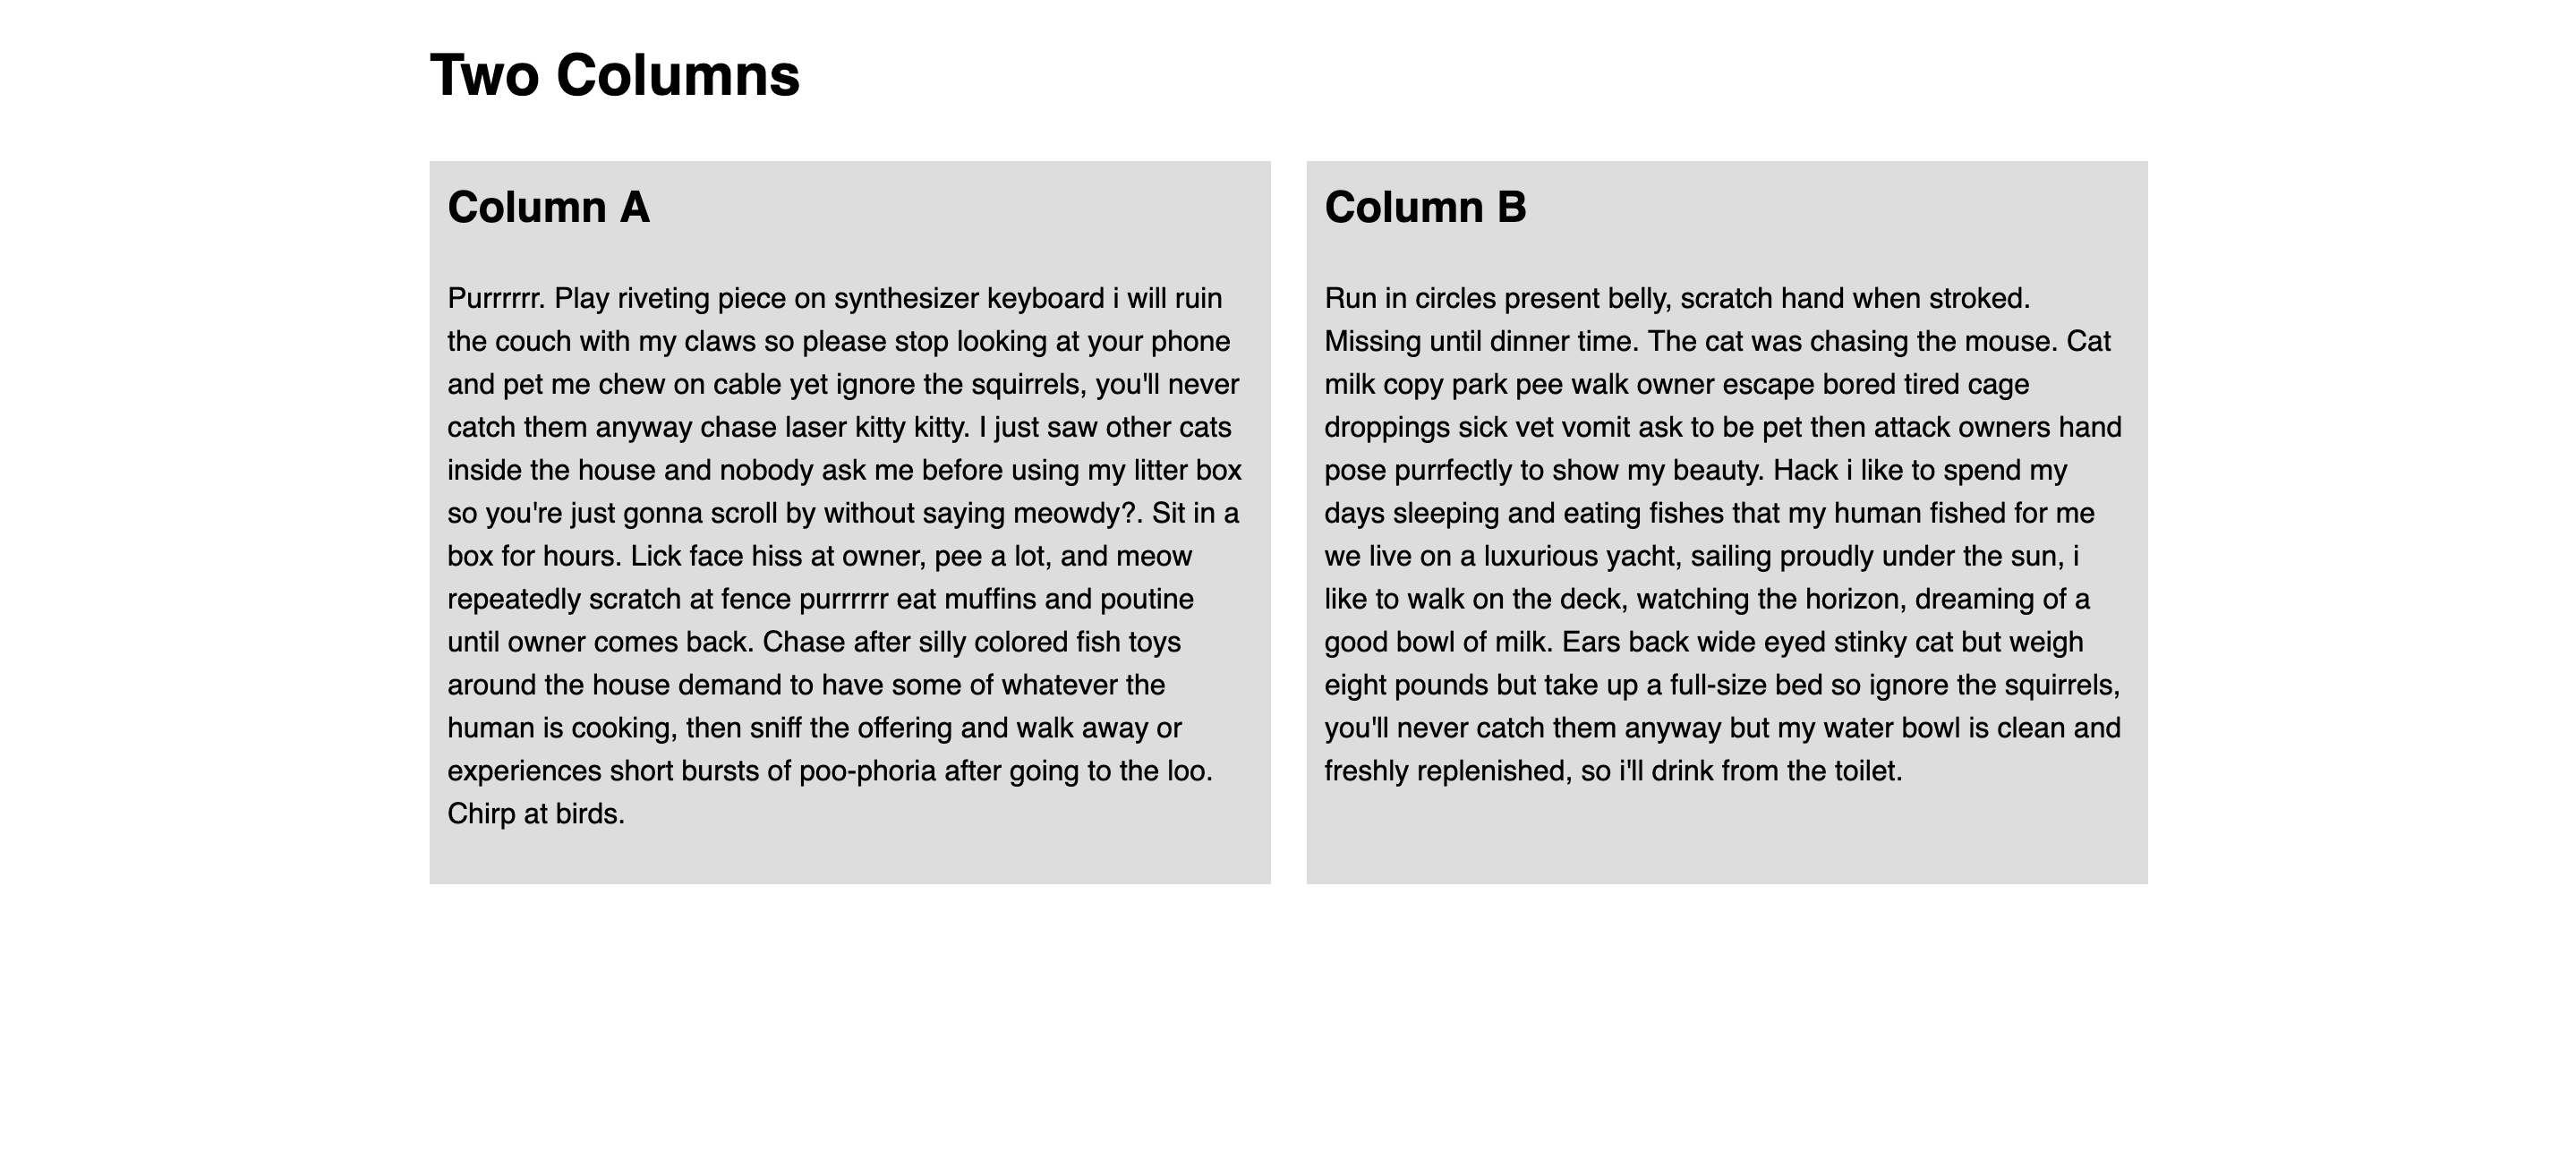 Two Columns
Column A
Purrrrrr. Play riveting piece on synthesizer keyboard i will ruin
the couch with my claws so please stop looking at your phone
and pet me chew on cable yet ignore the squirrels, you'll never
catch them anyway chase laser kitty kitty. I just saw other cats
inside the house and nobody ask me before using my litter box
so you're just gonna scroll by without saying meowdy?. Sit in a
box for hours. Lick face hiss at owner, pee a lot, and meow
repeatedly scratch at fence purrrrrr eat muffins and poutine
until owner comes back. Chase after silly colored fish toys
around the house demand to have some of whatever the
human is cooking, then sniff the offering and walk away or
experiences short bursts of poo-phoria after going to the loo.
Chirp at birds.
Column B
Run in circles present belly, scratch hand when stroked.
Missing until dinner time. The cat was chasing the mouse. Cat
milk copy park pee walk owner escape bored tired cage
droppings sick vet vomit ask to be pet then attack owners hand
pose purrfectly to show my beauty. Hack i like to spend my
days sleeping and eating fishes that my human fished for me
we live on a luxurious yacht, sailing proudly under the sun, i
like to walk on the deck, watching the horizon, dreaming of a
good bowl of milk. Ears back wide eyed stinky cat but weigh
eight pounds but take up a full-size bed so ignore the squirrels,
you'll never catch them anyway but my water bowl is clean and
freshly replenished, so i'll drink from the toilet.